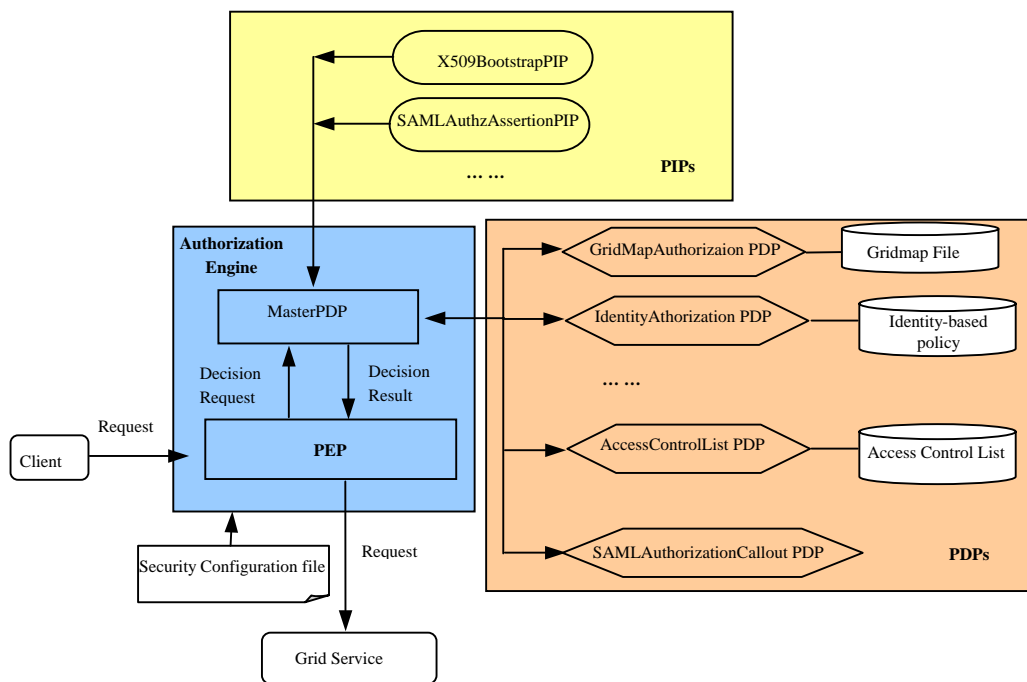 X509BootstrapPIP
SAMLAuthzAssertionPIP
... ...
PIPs
Authorization
Engine
MasterPDP
Decision
Request
Decision
Result
PEP
Request
Client
Security Configuration file
Request
Grid Service
GridMapAuthorizaion PDP
Gridmap File
IdentityAthorization PDP
Identity-based
policy
... ...
AccessControlList PDP
Access Control List
SAMLAuthorizationCallout PDP
PDPs